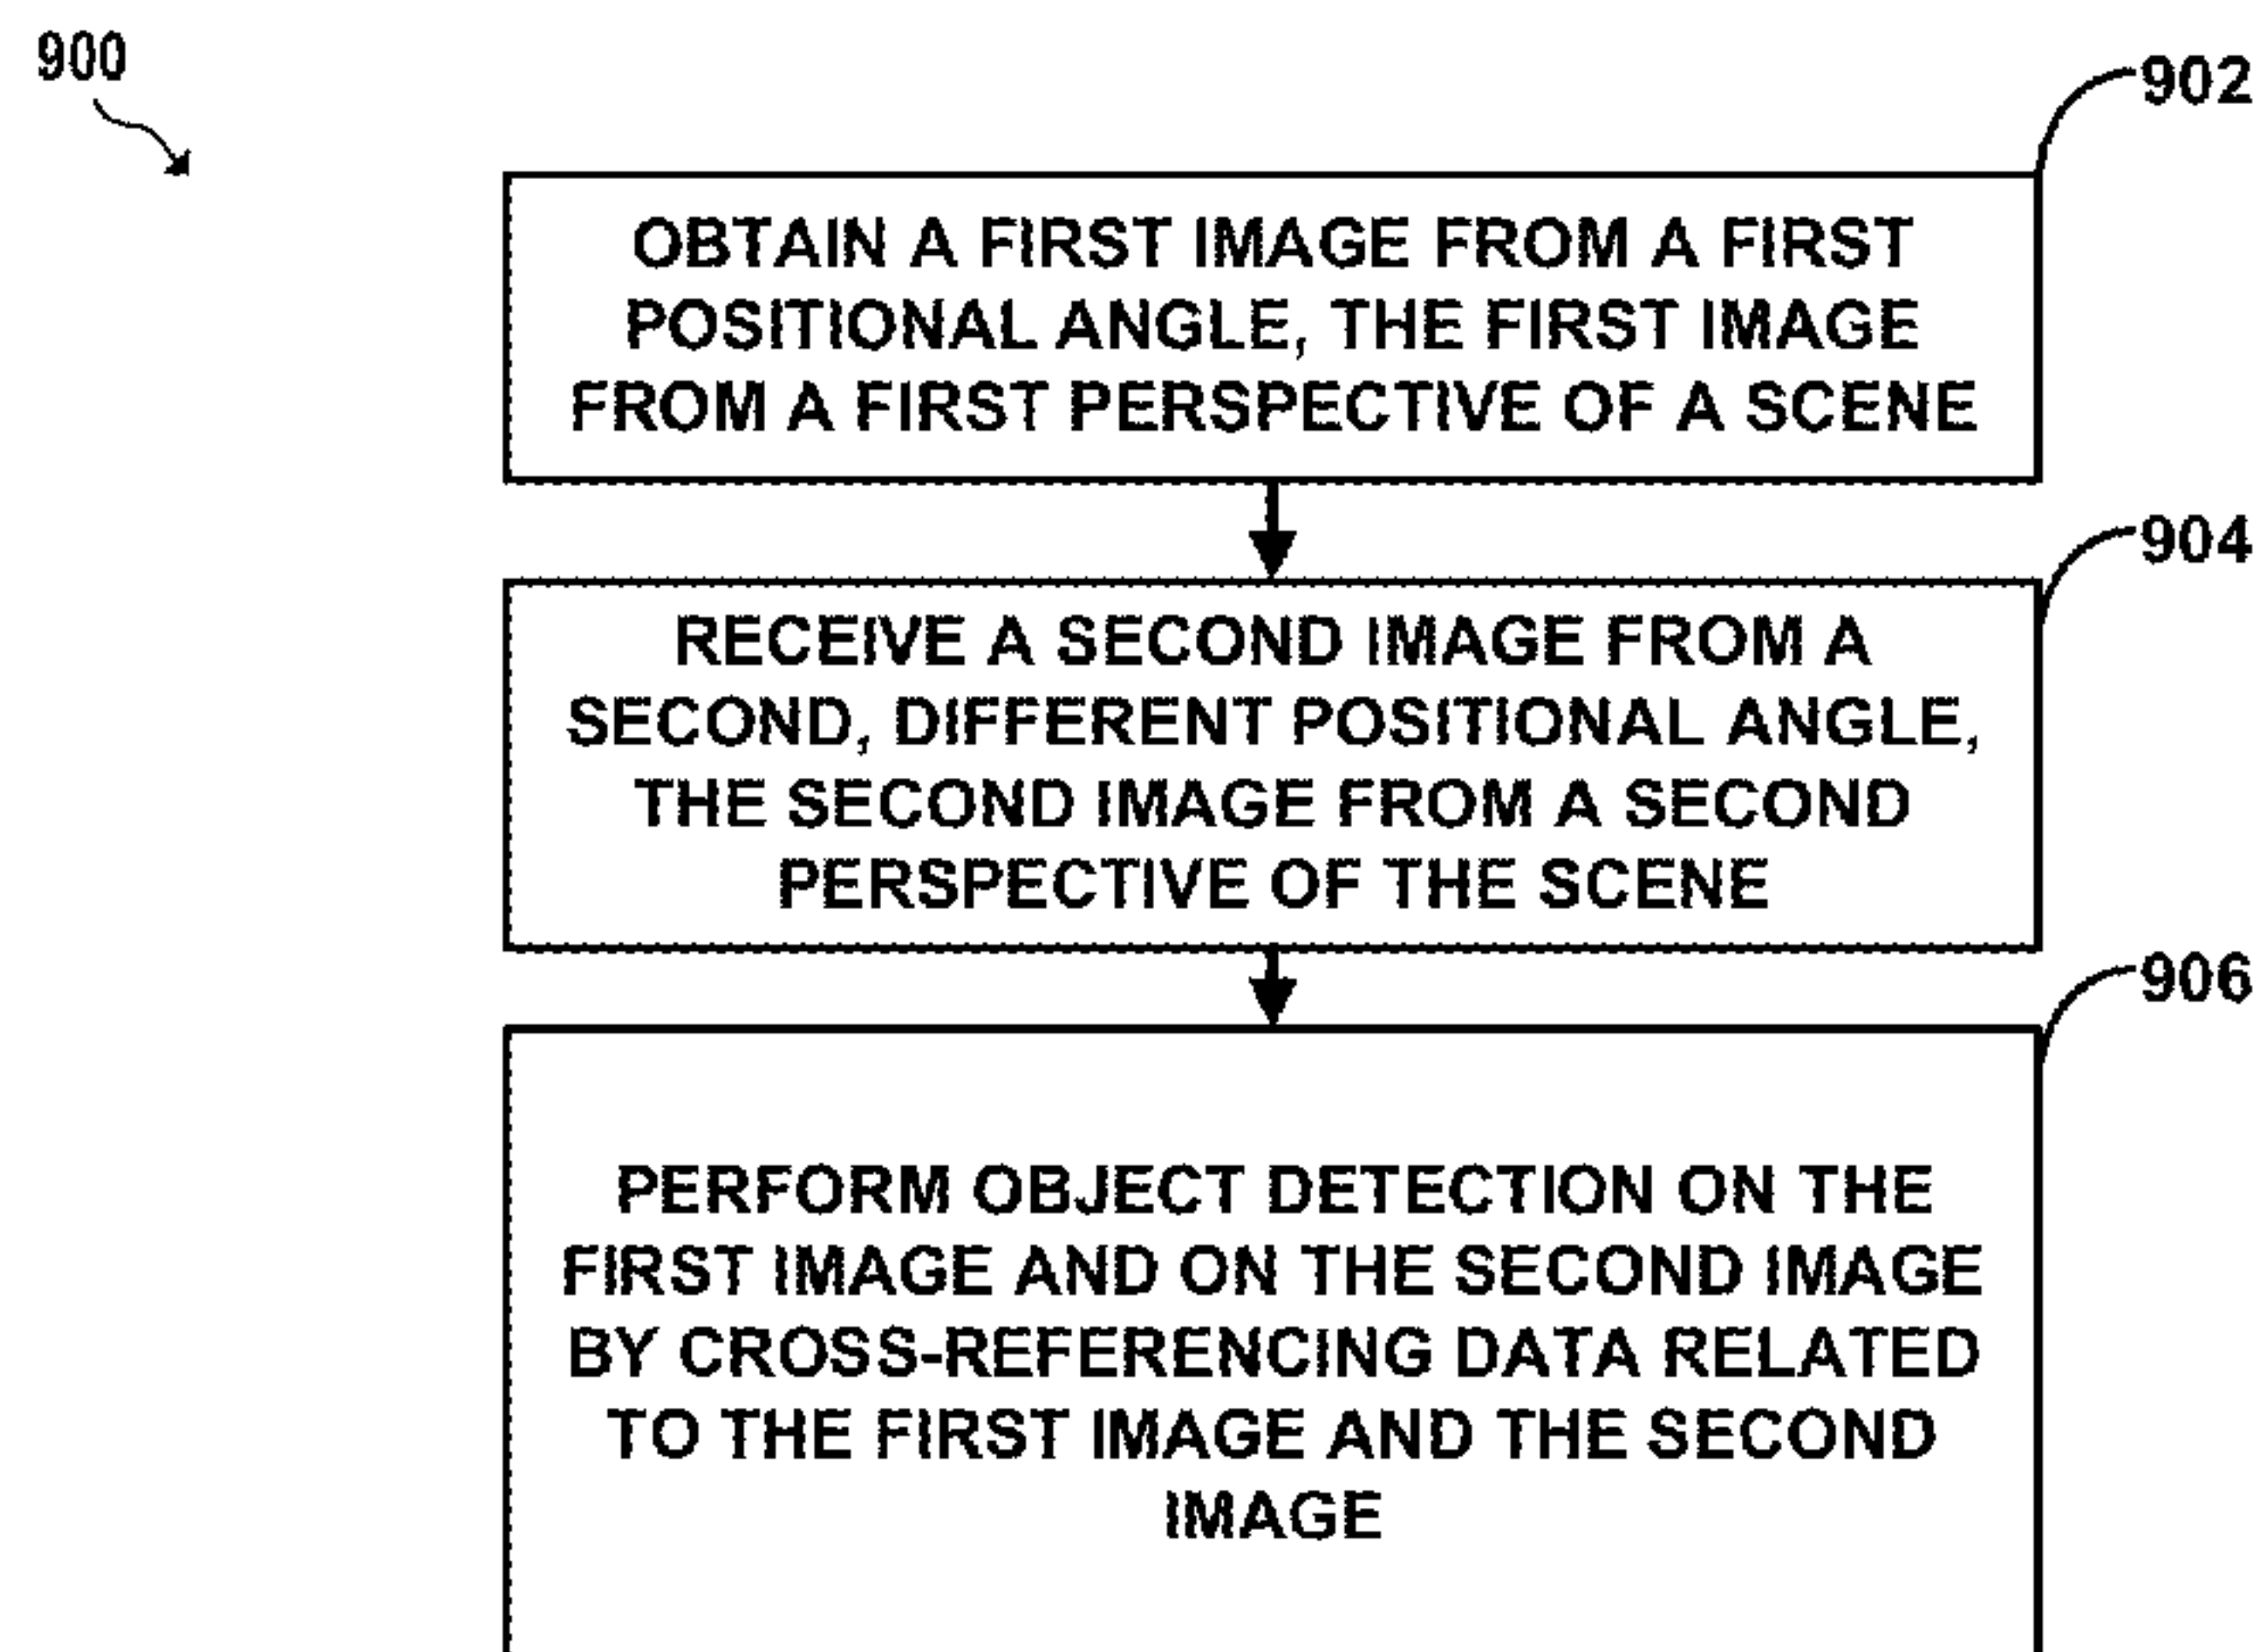 900
902
OBTAIN A FIRST IMAGE FROM A FIRST
POSITIONAL ANGLE, THE FIRST IMAGE
FROM A FIRST PERSPECTIVE OF A SCENE
904
RECEIVE A SECOND IMAGE FROM A
SECOND, DIFFERENT POSITIONAL ANGLE,
THE SECOND IMAGE FROM A SECOND
PERSPECTIVE OF THE SCENE
906
PERFORM OBJECT DETECTION ON THE
FIRST IMAGE AND ON THE SECOND IMAGE
BY CROSS-REFERENCING DATA RELATED
TO THE FIRST IMAGE AND THE SECOND
IMAGE